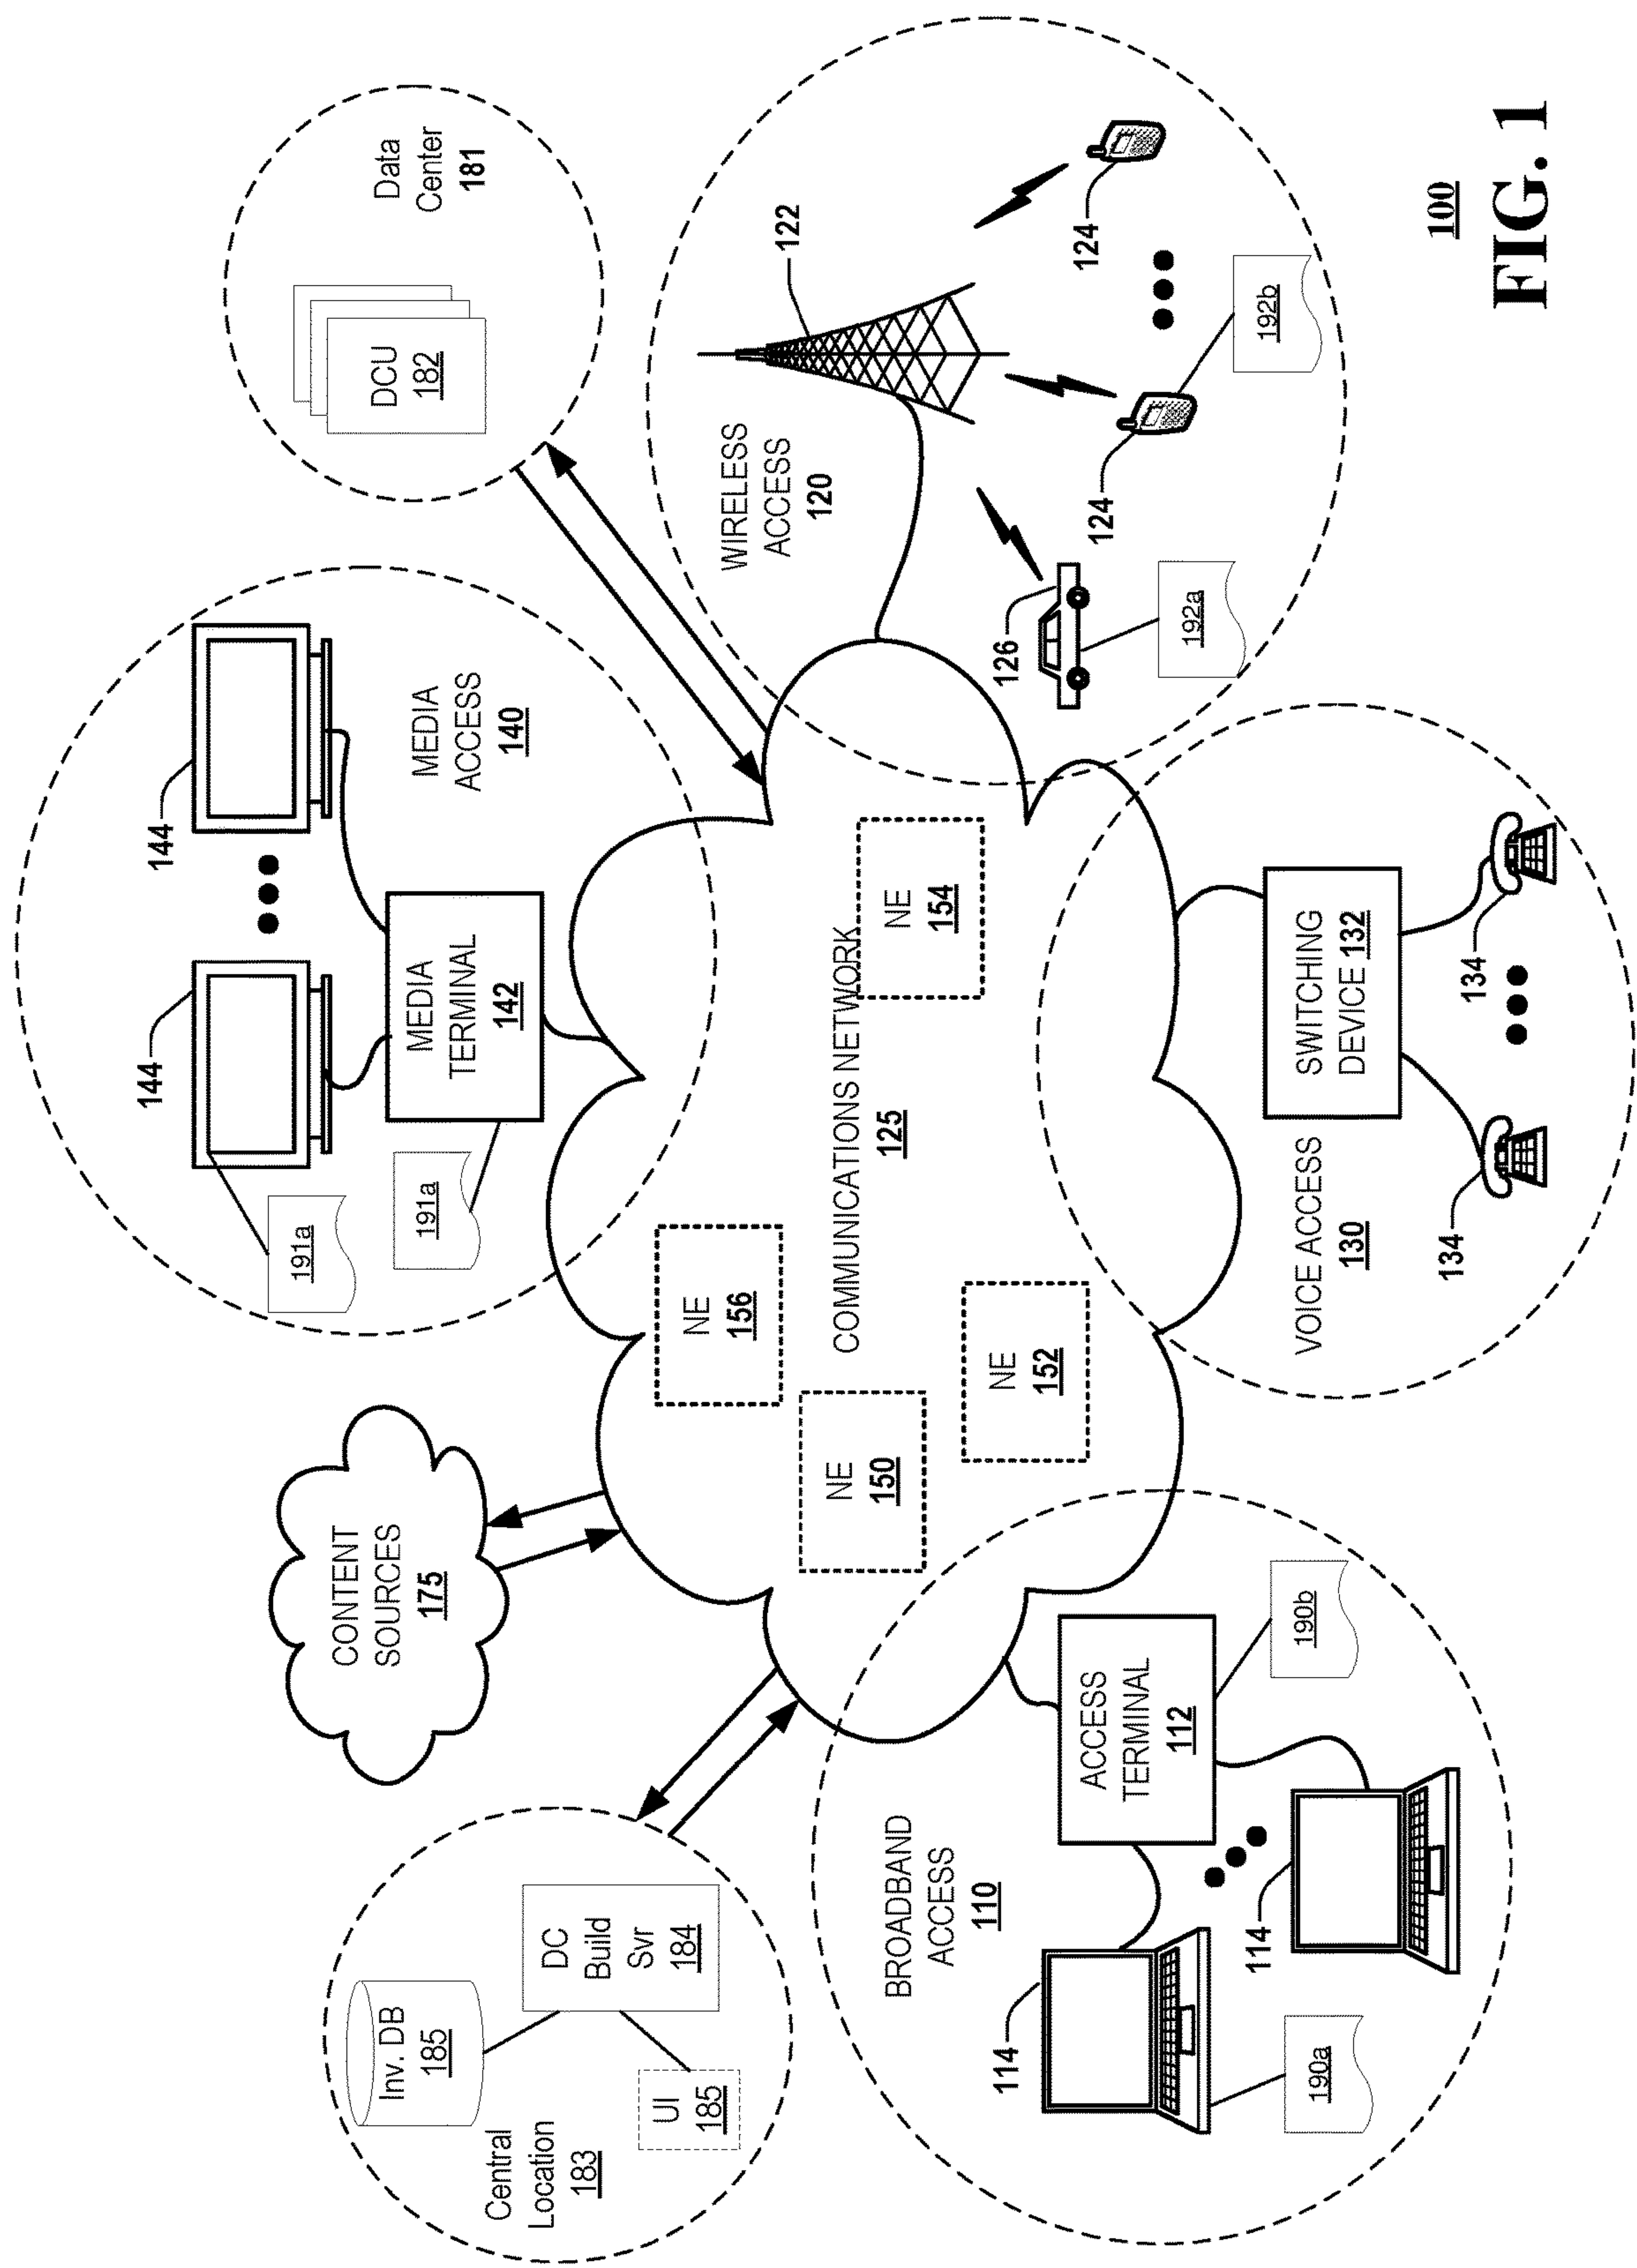 Central
Location
183
Inv. DB
185
UI
185
DC
Build
Svr
184
CONTENT
SOURCES
175
144
144
191a
191a
MEDIA
TERMINAL
142
MEDIA
ACCESS
140
DCU
182
Data
Center
181
NE
156
NE
150
NE
152
NE
154
COMMUNICATIONS NETWORK
125
WIRELESS
ACCESS
120
122
124
124
126
192a
192b
BROADBAND
ACCESS
110
ACCESS
TERMINAL
112
114
114
190a
190b
VOICE ACCESS
130
SWITCHING
DEVICE 132
134
134
100
FIG. 1